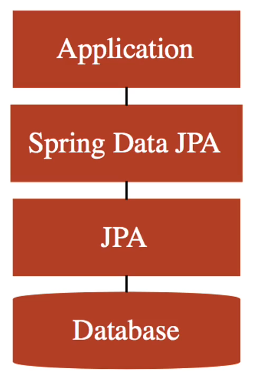 Application
Spring Data JPA
JPA
Database